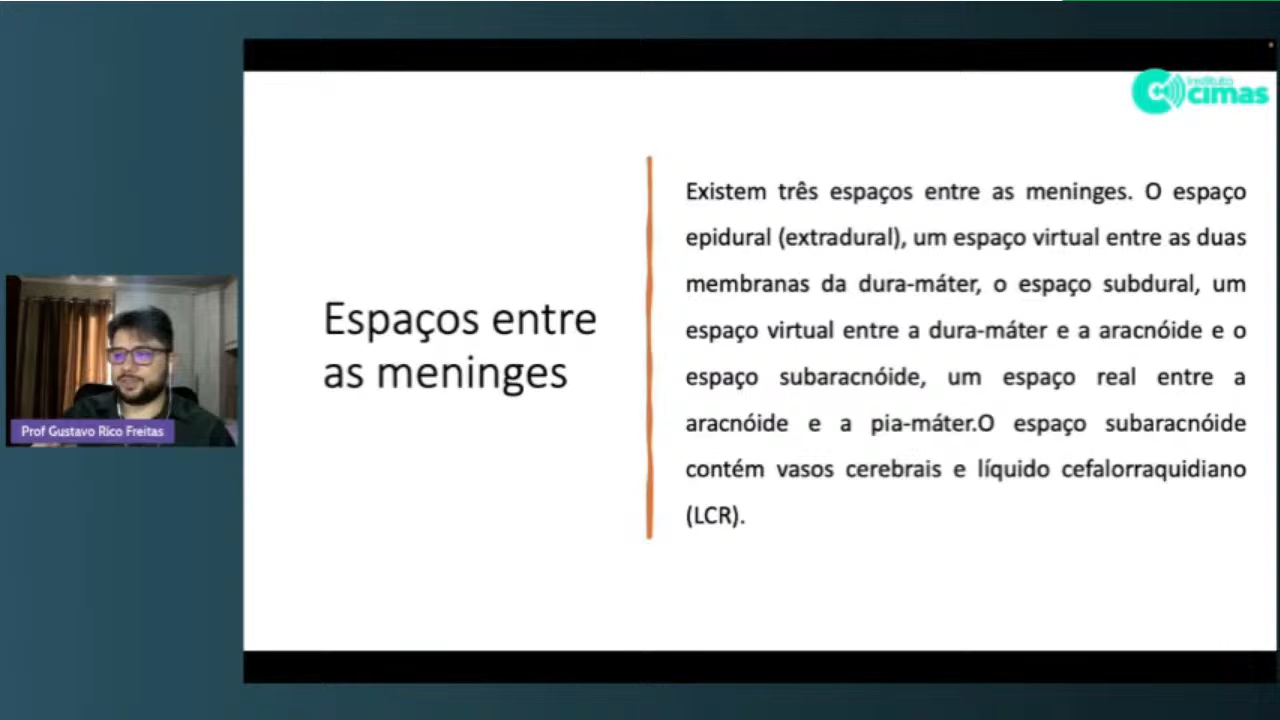 instituto
cimas
Existem três espaços entre as meninges. O espaço
epidural (extradural), um espaço virtual entre as duas
membranas da dura-máter, o espaço subdural, um
espaço virtual entre a dura-máter e a aracnóide e o
espaço subaracnóide, um espaço real entre a
aracnóide e a pia-máter.O espaço subaracnóide
contém vasos cerebrais e líquido cefalorraquidiano
(LCR).
Espaços entre
as meninges
Prof Gustavo Rico Freitas